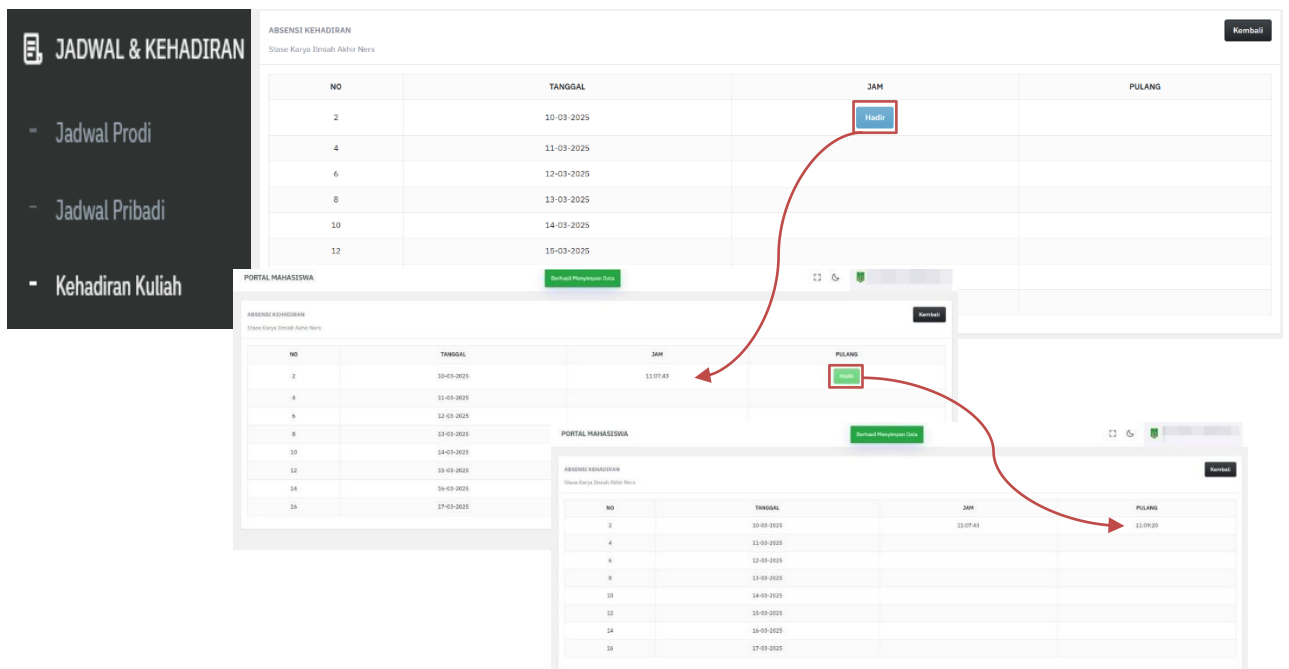 JADWAL & KEHADIRAN
- Jadwal Prodi
- Jadwal Pribadi
- Kehadiran Kuliah
ABSENSI KEHADIRAN
Stase Karya Ilmiah Akhir Ners
Kembali
NO TANGGAL JAM PULANG
2 10-03-2025 Hadir
4 11-03-2025
6 12-03-2025
8 13-03-2025
10 14-03-2025
12 15-03-2025
PORTAL MAHASISWA
Berhasil Menyimpan Data
ABSENSI KEHADIRAN
Stase Karya Ilmiah Akhir Ners
Kembali
NO TANGGAL JAM PULANG
2 10-03-2025 11:07:43 Hadir
4 11-03-2025
6 12-03-2025
8 13-03-2025
10 14-03-2025
12 15-03-2025
14 16-03-2025
16 17-03-2025
PORTAL MAHASISWA
Berhasil Menyimpan Data
ABSENSI KEHADIRAN
Stase Karya Ilmiah Akhir Ners
Kembali
NO TANGGAL JAM PULANG
2 10-03-2025 11:07:43 11:09:20
4 11-03-2025
6 12-03-2025
8 13-03-2025
10 14-03-2025
12 15-03-2025
14 16-03-2025
16 17-03-2025